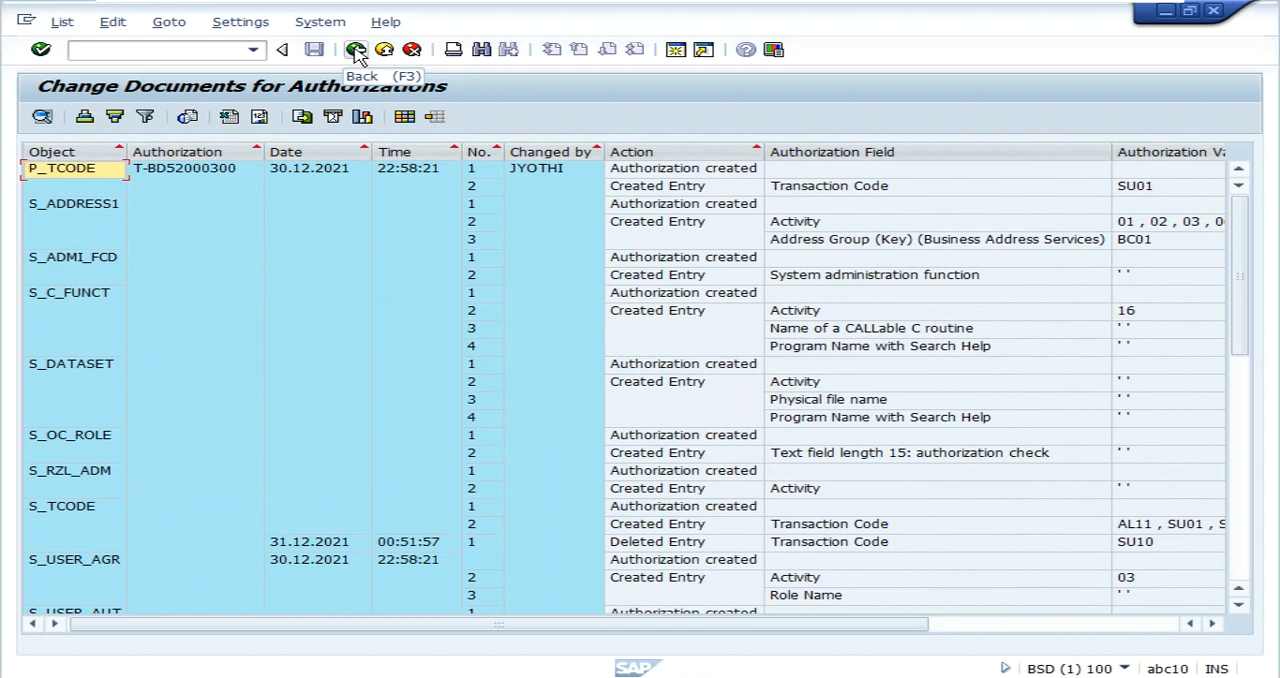 List Edit Goto Settings System Help
Back (F3)
Change Documents for Authorizations
Object Authorization Date Time No. Changed by Action Authorization Field Authorization Va
P_TCODE T-BD52000300 30.12.2021 22:58:21 1 JYOTHI Authorization created
2 Created Entry Transaction Code SU01
S_ADDRESS1 1 Authorization created
2 Created Entry Activity 01 , 02 , 03 , 0
3 Address Group (Key) (Business Address Services) BC01
S_ADMI_FCD 1 Authorization created
2 Created Entry System administration function ' '
S_C_FUNCT 1 Authorization created
2 Created Entry Activity 16
3 Name of a CALLable C routine ' '
4 Program Name with Search Help ' '
S_DATASET 1 Authorization created
2 Created Entry Activity ' '
3 Physical file name ' '
4 Program Name with Search Help ' '
S_OC_ROLE 1 Authorization created
2 Created Entry Text field length 15: authorization check ' '
S_RZL_ADM 1 Authorization created
2 Created Entry Activity ' '
S_TCODE 1 Authorization created
2 Created Entry Transaction Code AL11 , SU01 , S
31.12.2021 00:51:57 1 Deleted Entry Transaction Code SU10
S_USER_AGR 30.12.2021 22:58:21 1 Authorization created
2 Created Entry Activity 03
3 Role Name ' '
S_USER_AUT 1 Authorization created
SAP BSD (1) 100 abc10 INS